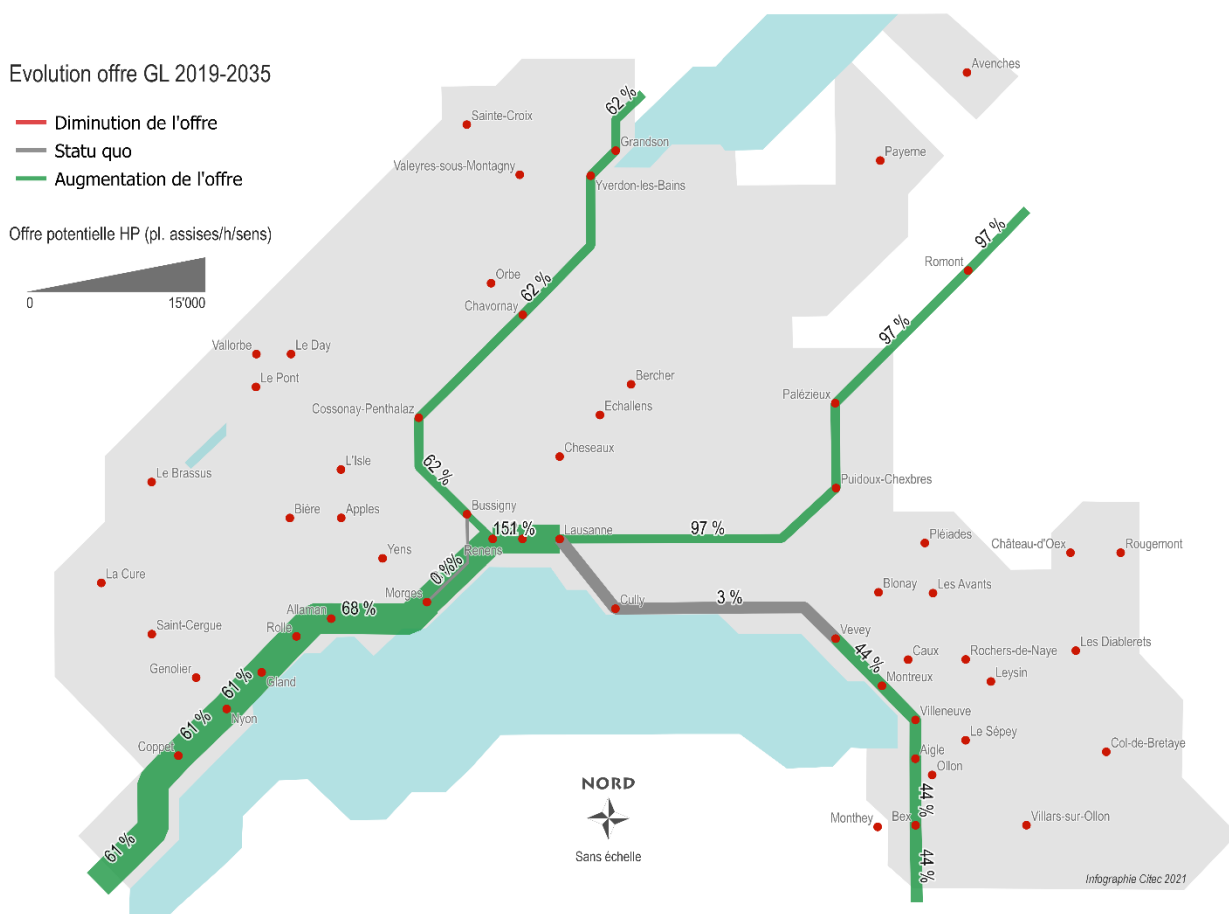 Evolution offre GL 2019-2035
Diminution de l'offre
Statu quo
Augmentation de l'offre
Offre potentielle HP (pl. assises/h/sens)
0
15'000
Avenches
62 %
Sainte-Croix
Grandson
Payerne
Valeyres-sous-Montagny
Yverdon-les-Bains
97 %
Romont
Orbe
62 %
Chavornay
97 %
Vallorbe
Le Day
Le Pont
Bercher
Palézieux
Cossonay-Penthalaz
Echallens
Cheseaux
L'Isle
62 %
Le Brassus
Puidoux-Chexbres
Bussigny
Bière
Apples
151 %
Lausanne
97 %
Renens
Pléiades
Château-d'Oex
Rougemont
Yens
0 %
La Cure
Morges
Blonay
Les Avants
Cully
3 %
Allaman
68 %
Rolle
Saint-Cergue
Vevey
44 %
Les Diablerets
Caux
Rochers-de-Naye
Genolier
Gland
61 %
Montreux
Leysin
Nyon
61 %
Villeneuve
Coppet
Le Sépey
Aigle
Col-de-Bretaye
Ollon
NORD
44 %
Monthey
Bex
Villars-sur-Ollon
61 %
Sans échelle
44 %
Infographie Citec 2021